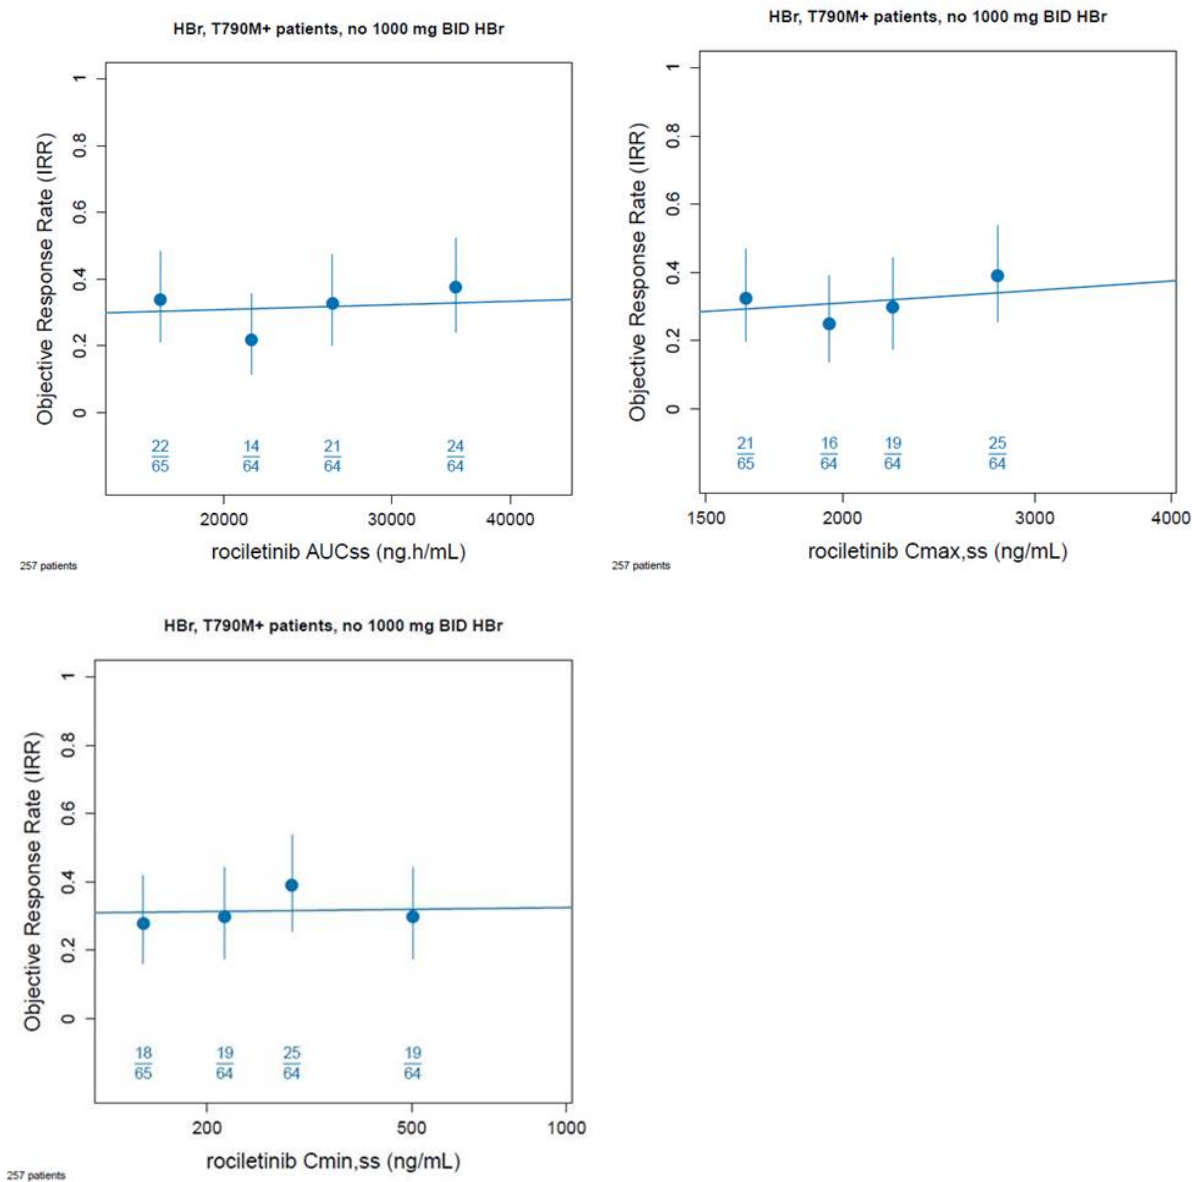 HBr, T790M+ patients, no 1000 mg BID HBr
Objective Response Rate (IRR)
1
0.8
0.6
0.4
0.2
0
22 14 21 24
65 64 64 64
20000 30000 40000
rociletinib AUCss (ng.h/mL)
257 patients
HBr, T790M+ patients, no 1000 mg BID HBr
Objective Response Rate (IRR)
1
0.8
0.6
0.4
0.2
0
21 16 19 25
65 64 64 64
1500 2000 3000 4000
rociletinib Cmax,ss (ng/mL)
257 patients
HBr, T790M+ patients, no 1000 mg BID HBr
Objective Response Rate (IRR)
1
0.8
0.6
0.4
0.2
0
18 19 25 19
65 64 64 64
200 500 1000
rociletinib Cmin,ss (ng/mL)
257 patients